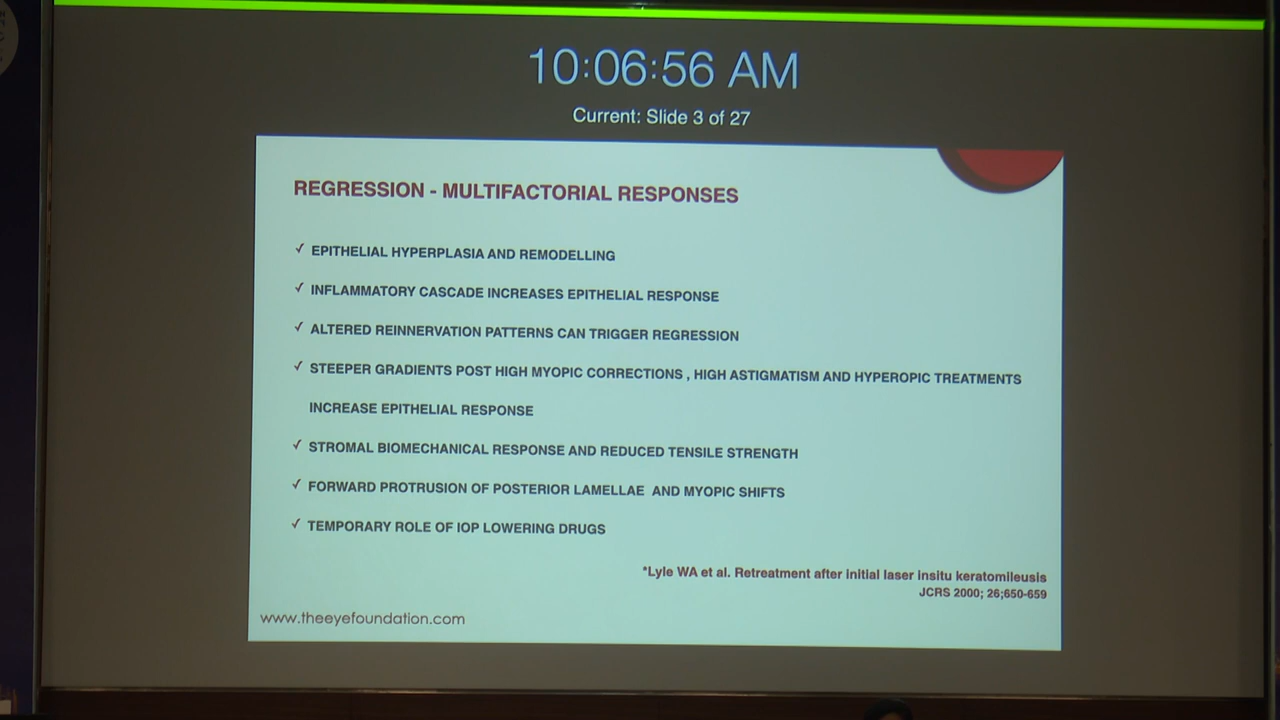 10:06:56 AM
Current: Slide 3 of 27
REGRESSION - MULTIFACTORIAL RESPONSES
✓ EPITHELIAL HYPERPLASIA AND REMODELLING
✓ INFLAMMATORY CASCADE INCREASES EPITHELIAL RESPONSE
✓ ALTERED REINNERVATION PATTERNS CAN TRIGGER REGRESSION
✓ STEEPER GRADIENTS POST HIGH MYOPIC CORRECTIONS , HIGH ASTIGMATISM AND HYPEROPIC TREATMENTS
INCREASE EPITHELIAL RESPONSE
✓ STROMAL BIOMECHANICAL RESPONSE AND REDUCED TENSILE STRENGTH
✓ FORWARD PROTRUSION OF POSTERIOR LAMELLAE AND MYOPIC SHIFTS
✓ TEMPORARY ROLE OF IOP LOWERING DRUGS
*Lyle WA et al. Retreatment after initial laser insitu keratomileusis
JCRS 2000; 26;650-659
www.theeyefoundation.com